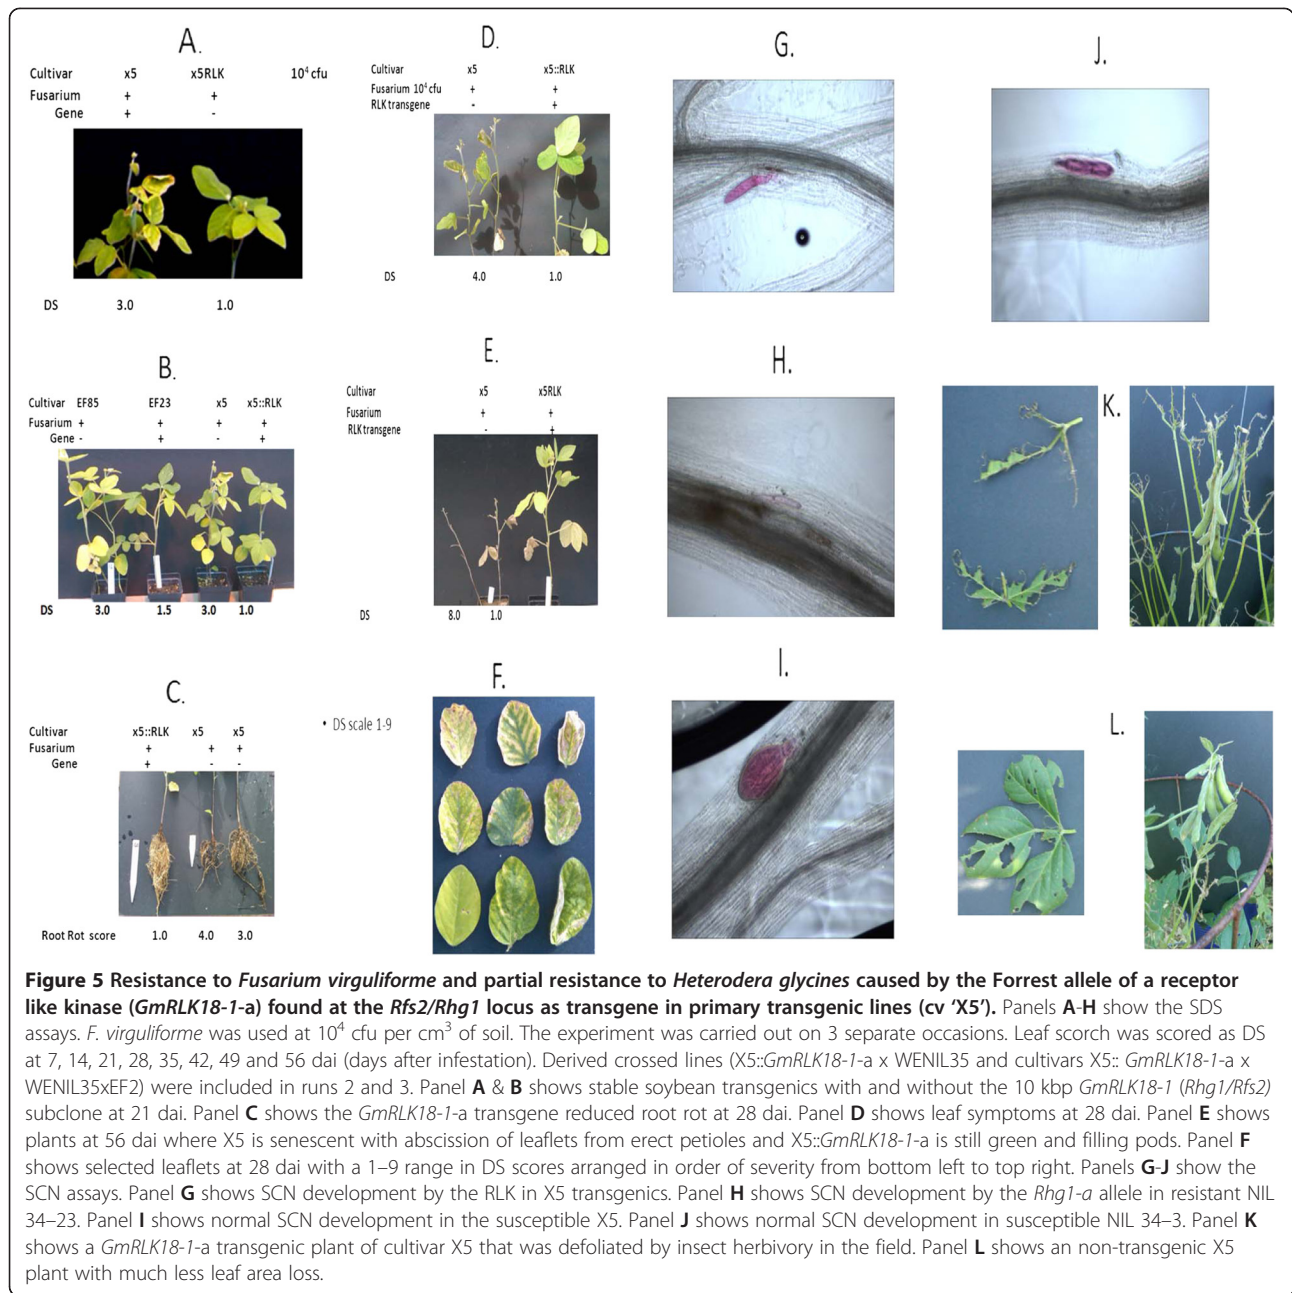 A.
Cultivar x5 x5RLK 10⁴ cfu
Fusarium + +
Gene + -
DS 3.0 1.0
B.
Cultivar EF85 EF23 x5 x5::RLK
Fusarium + + + +
Gene - + - +
DS 3.0 1.5 3.0 1.0
C.
Cultivar x5::RLK x5 x5
Fusarium + + +
Gene + - -
Root Rot score 1.0 4.0 3.0
D.
Cultivar x5 x5::RLK
Fusarium 10⁴ cfu + +
RLK transgene - +
DS 4.0 1.0
E.
Cultivar x5 x5RLK
Fusarium + +
RLK transgene - +
DS 8.0 1.0
• DS scale 1-9
F.
G.
H.
I.
J.
K.
L.
Figure 5 Resistance to Fusarium virguliforme and partial resistance to Heterodera glycines caused by the Forrest allele of a receptor
like kinase (GmRLK18-1-a) found at the Rfs2/Rhg1 locus as transgene in primary transgenic lines (cv ‘X5’). Panels A-H show the SDS
assays. F. virguliforme was used at 10⁴ cfu per cm³ of soil. The experiment was carried out on 3 separate occasions. Leaf scorch was scored as DS
at 7, 14, 21, 28, 35, 42, 49 and 56 dai (days after infestation). Derived crossed lines (X5::GmRLK18-1-a x WENIL35 and cultivars X5:: GmRLK18-1-a x
WENIL35xEF2) were included in runs 2 and 3. Panel A & B shows stable soybean transgenics with and without the 10 kbp GmRLK18-1 (Rhg1/Rfs2)
subclone at 21 dai. Panel C shows the GmRLK18-1-a transgene reduced root rot at 28 dai. Panel D shows leaf symptoms at 28 dai. Panel E shows
plants at 56 dai where X5 is senescent with abscission of leaflets from erect petioles and X5::GmRLK18-1-a is still green and filling pods. Panel F
shows selected leaflets at 28 dai with a 1–9 range in DS scores arranged in order of severity from bottom left to top right. Panels G-J show the
SCN assays. Panel G shows SCN development by the RLK in X5 transgenics. Panel H shows SCN development by the Rhg1-a allele in resistant NIL
34–23. Panel I shows normal SCN development in the susceptible X5. Panel J shows normal SCN development in susceptible NIL 34–3. Panel K
shows a GmRLK18-1-a transgenic plant of cultivar X5 that was defoliated by insect herbivory in the field. Panel L shows an non-transgenic X5
plant with much less leaf area loss.